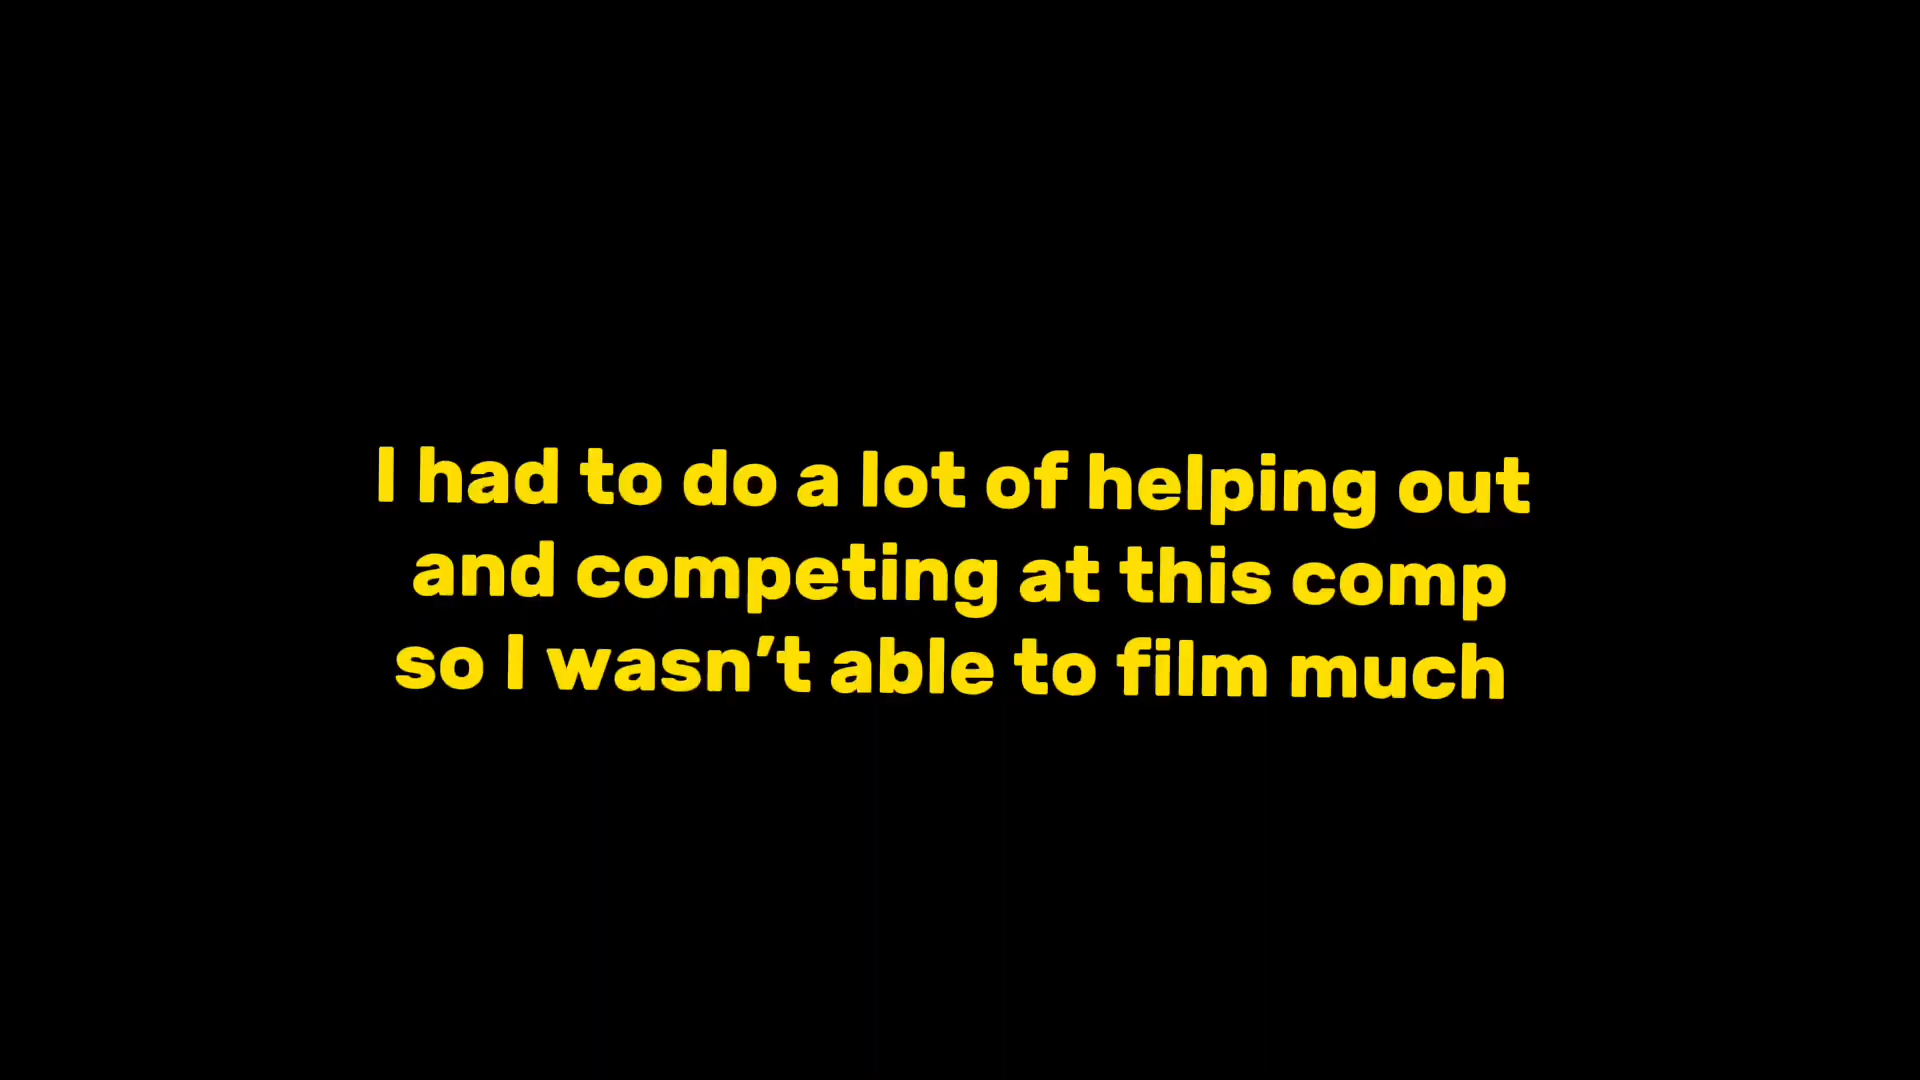 I had to do a lot of helping out
and competing at this comp
so I wasn’t able to film much